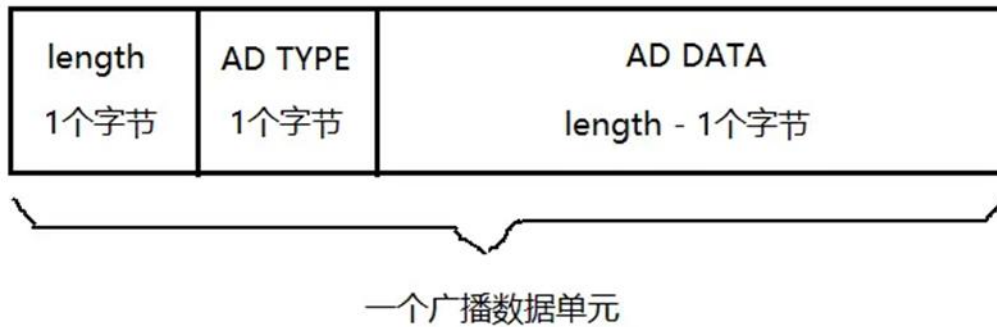 length
1个字节
AD TYPE
1个字节
AD DATA
length - 1个字节
一个广播数据单元